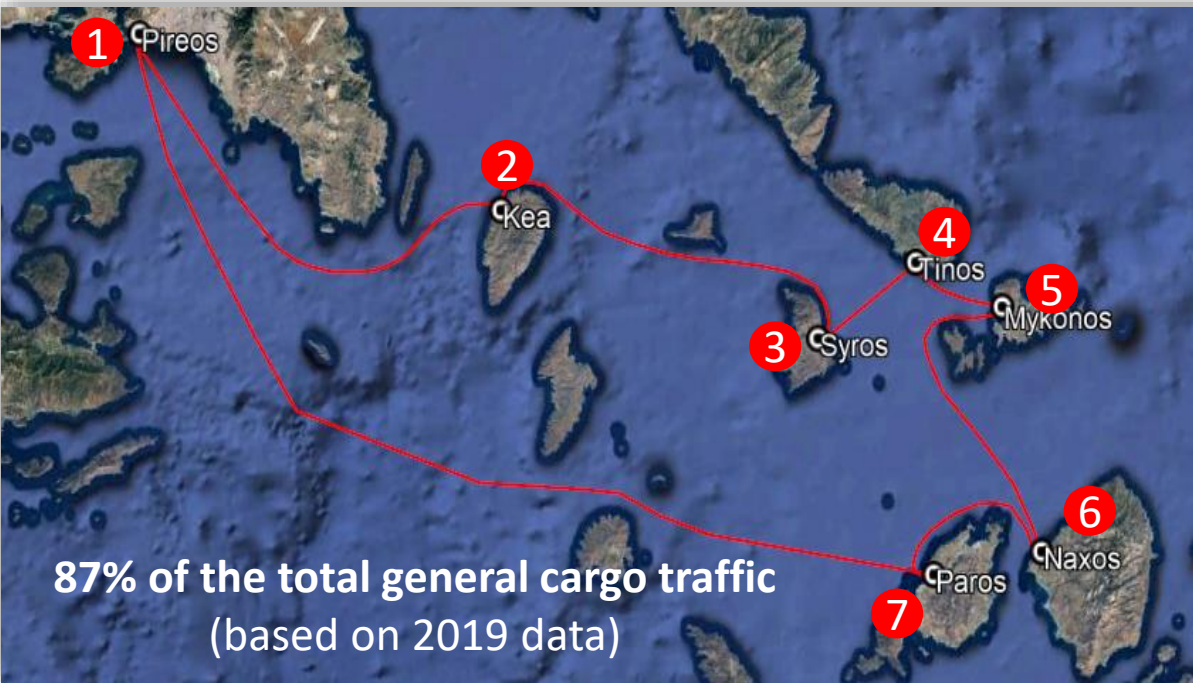 1
Pireos
2
Kea
4
Tinos
5
Mykonos
3
Syros
6
Naxos
Paros
7
87% of the total general cargo traffic
(based on 2019 data)